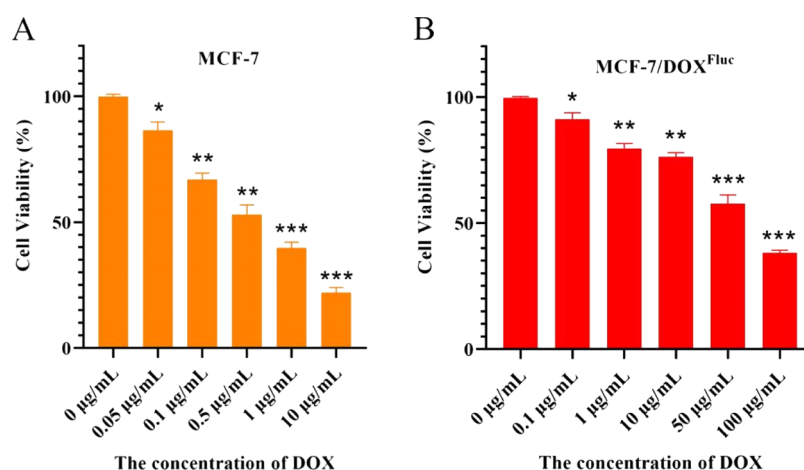 A
MCF-7
Cell Viability (%)
100
50
0
*
**
**
***
***
0 μg/mL
0.05 μg/mL
0.1 μg/mL
0.5 μg/mL
1 μg/mL
10 μg/mL
The concentration of DOX
B
MCF-7/DOX^Fluc
Cell Viability (%)
100
50
0
*
**
**
***
***
0 μg/mL
0.1 μg/mL
1 μg/mL
10 μg/mL
50 μg/mL
100 μg/mL
The concentration of DOX